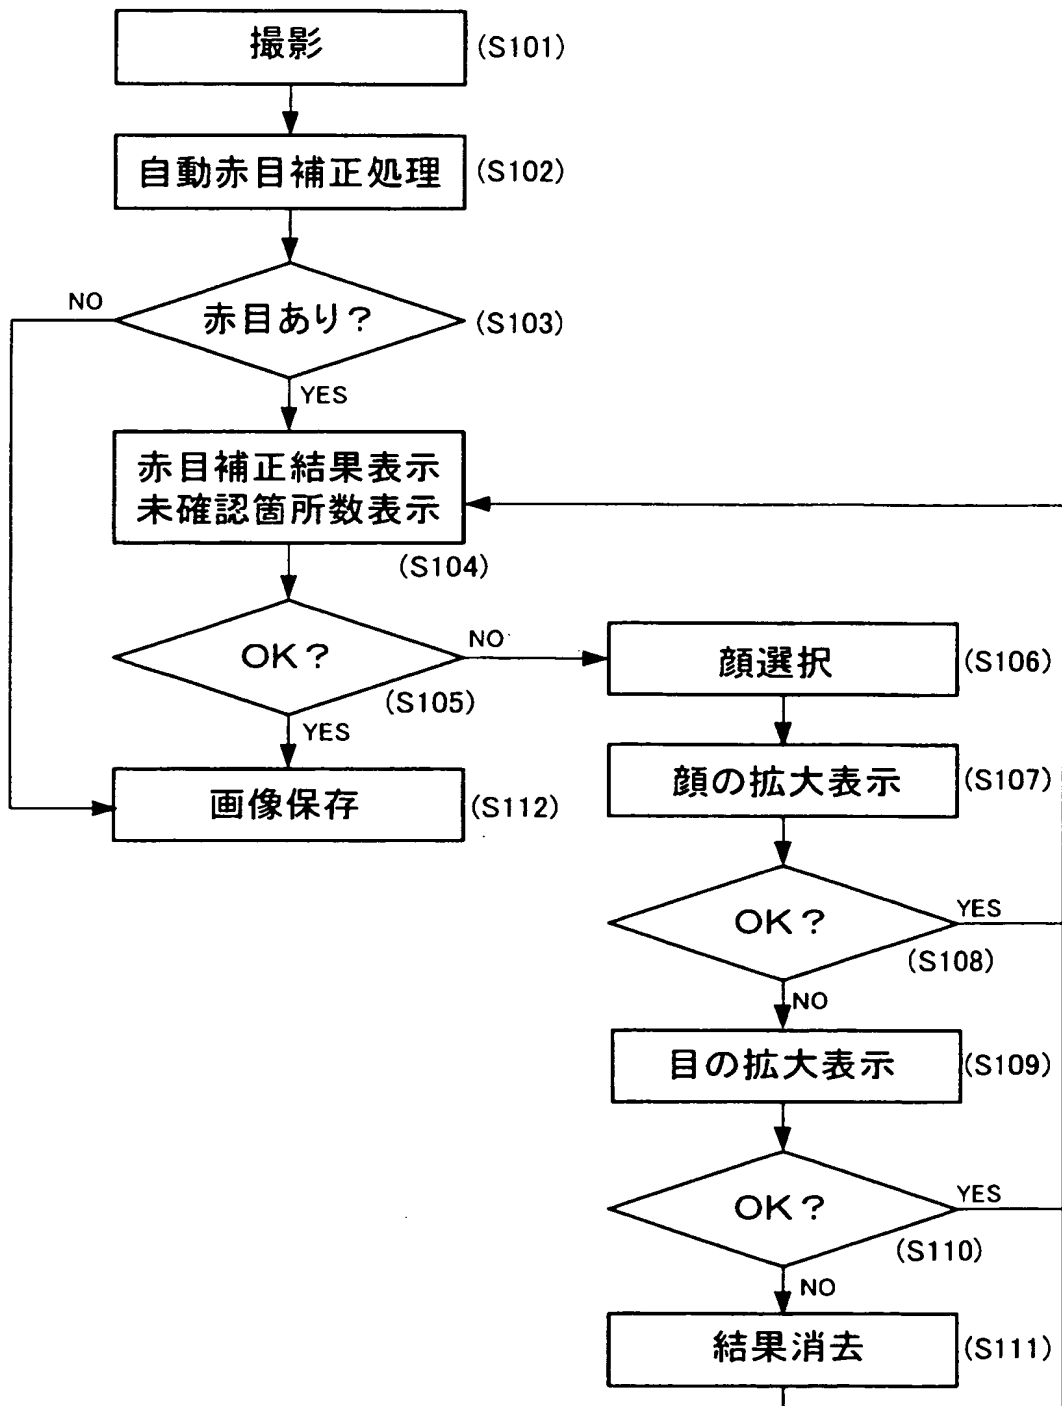 撮影
(S101)
自動赤目補正処理
(S102)
赤目あり?
(S103)
NO
YES
赤目補正結果表示
未確認箇所数表示
(S104)
OK?
(S105)
NO
YES
画像保存
(S112)
顔選択
(S106)
顔の拡大表示
(S107)
OK?
(S108)
YES
NO
目の拡大表示
(S109)
OK?
(S110)
YES
NO
結果消去
(S111)